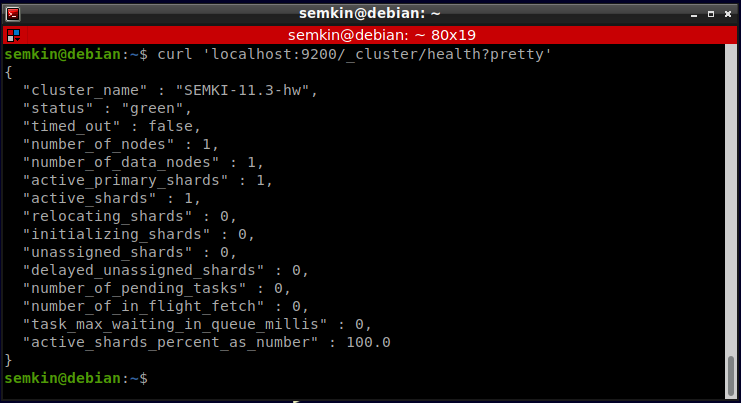 semkin@debian: ~
semkin@debian: ~ 80x19
semkin@debian:~$ curl 'localhost:9200/_cluster/health?pretty'
{
  "cluster_name" : "SEMKI-11.3-hw",
  "status" : "green",
  "timed_out" : false,
  "number_of_nodes" : 1,
  "number_of_data_nodes" : 1,
  "active_primary_shards" : 1,
  "active_shards" : 1,
  "relocating_shards" : 0,
  "initializing_shards" : 0,
  "unassigned_shards" : 0,
  "delayed_unassigned_shards" : 0,
  "number_of_pending_tasks" : 0,
  "number_of_in_flight_fetch" : 0,
  "task_max_waiting_in_queue_millis" : 0,
  "active_shards_percent_as_number" : 100.0
}
semkin@debian:~$